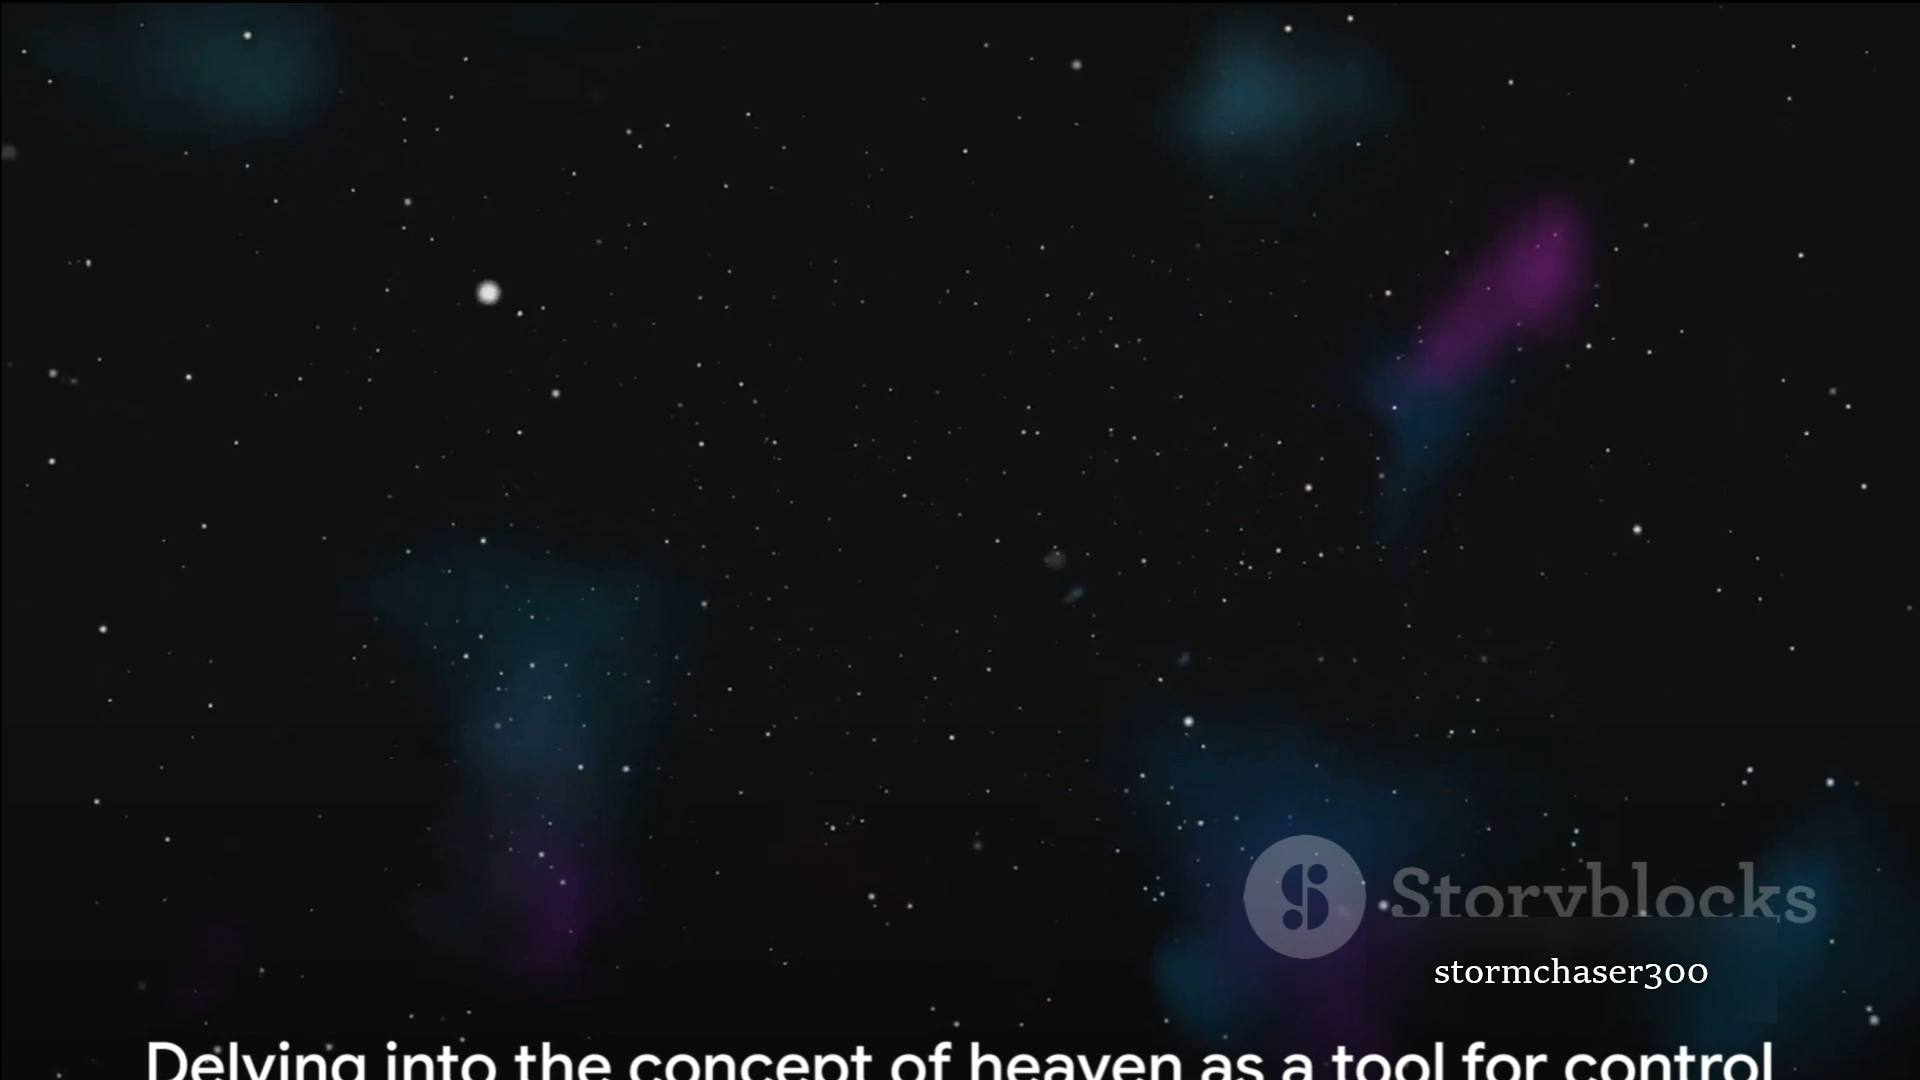 Storyblocks
stormchaser300
Delving into the concept of heaven as a tool for control